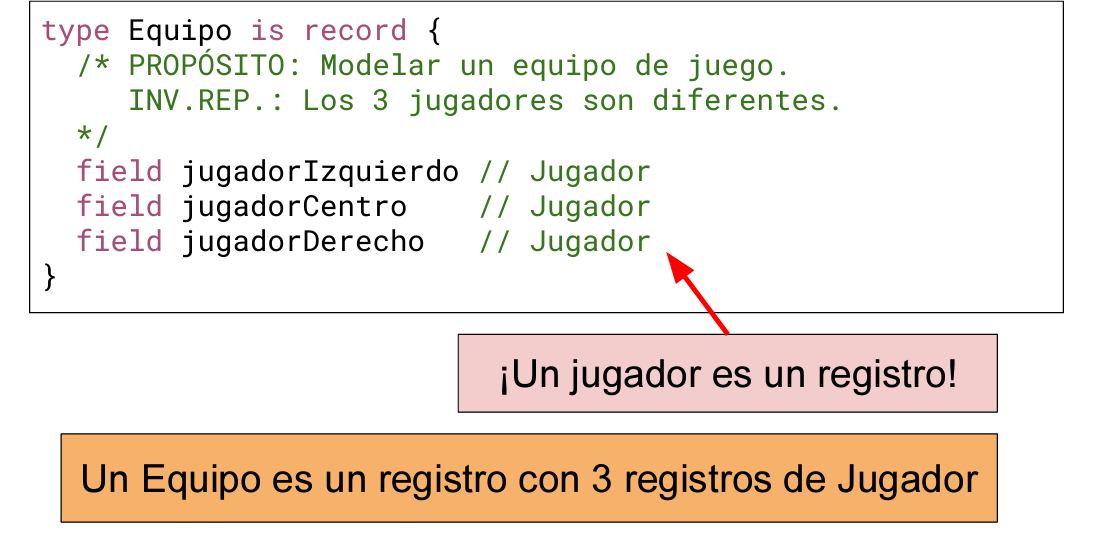 type Equipo is record {
/* PROPÓSITO: Modelar un equipo de juego.
INV.REP.: Los 3 jugadores son diferentes.
*/
field jugadorIzquierdo // Jugador
field jugadorCentro // Jugador
field jugadorDerecho // Jugador
}
¡Un jugador es un registro!
Un Equipo es un registro con 3 registros de Jugador